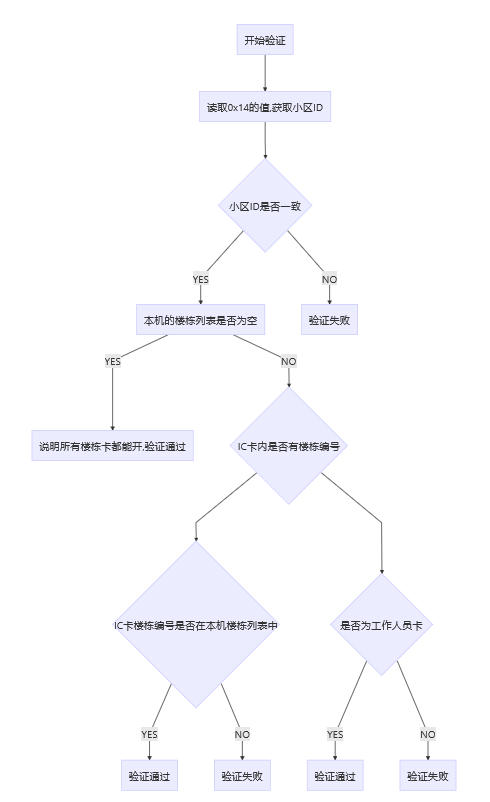 开始验证
读取0x14的值,获取小区ID
小区ID是否一致
YES
NO
本机的楼栋列表是否为空
验证失败
YES
NO
说明所有楼栋卡都能开,验证通过
IC卡内是否有楼栋编号
IC卡楼栋编号是否在本机楼栋列表中
是否为工作人员卡
YES
NO
YES
NO
验证通过
验证失败
验证通过
验证失败